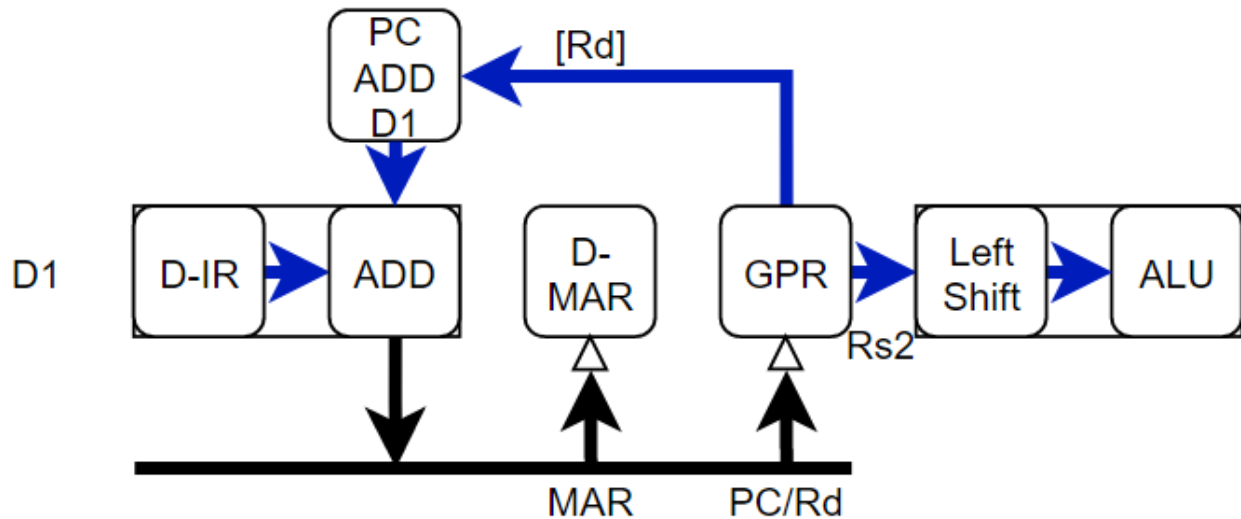 PC
ADD
D1
[Rd]
D1
D-IR
ADD
D-
MAR
GPR
Left
Shift
ALU
Rs2
MAR
PC/Rd